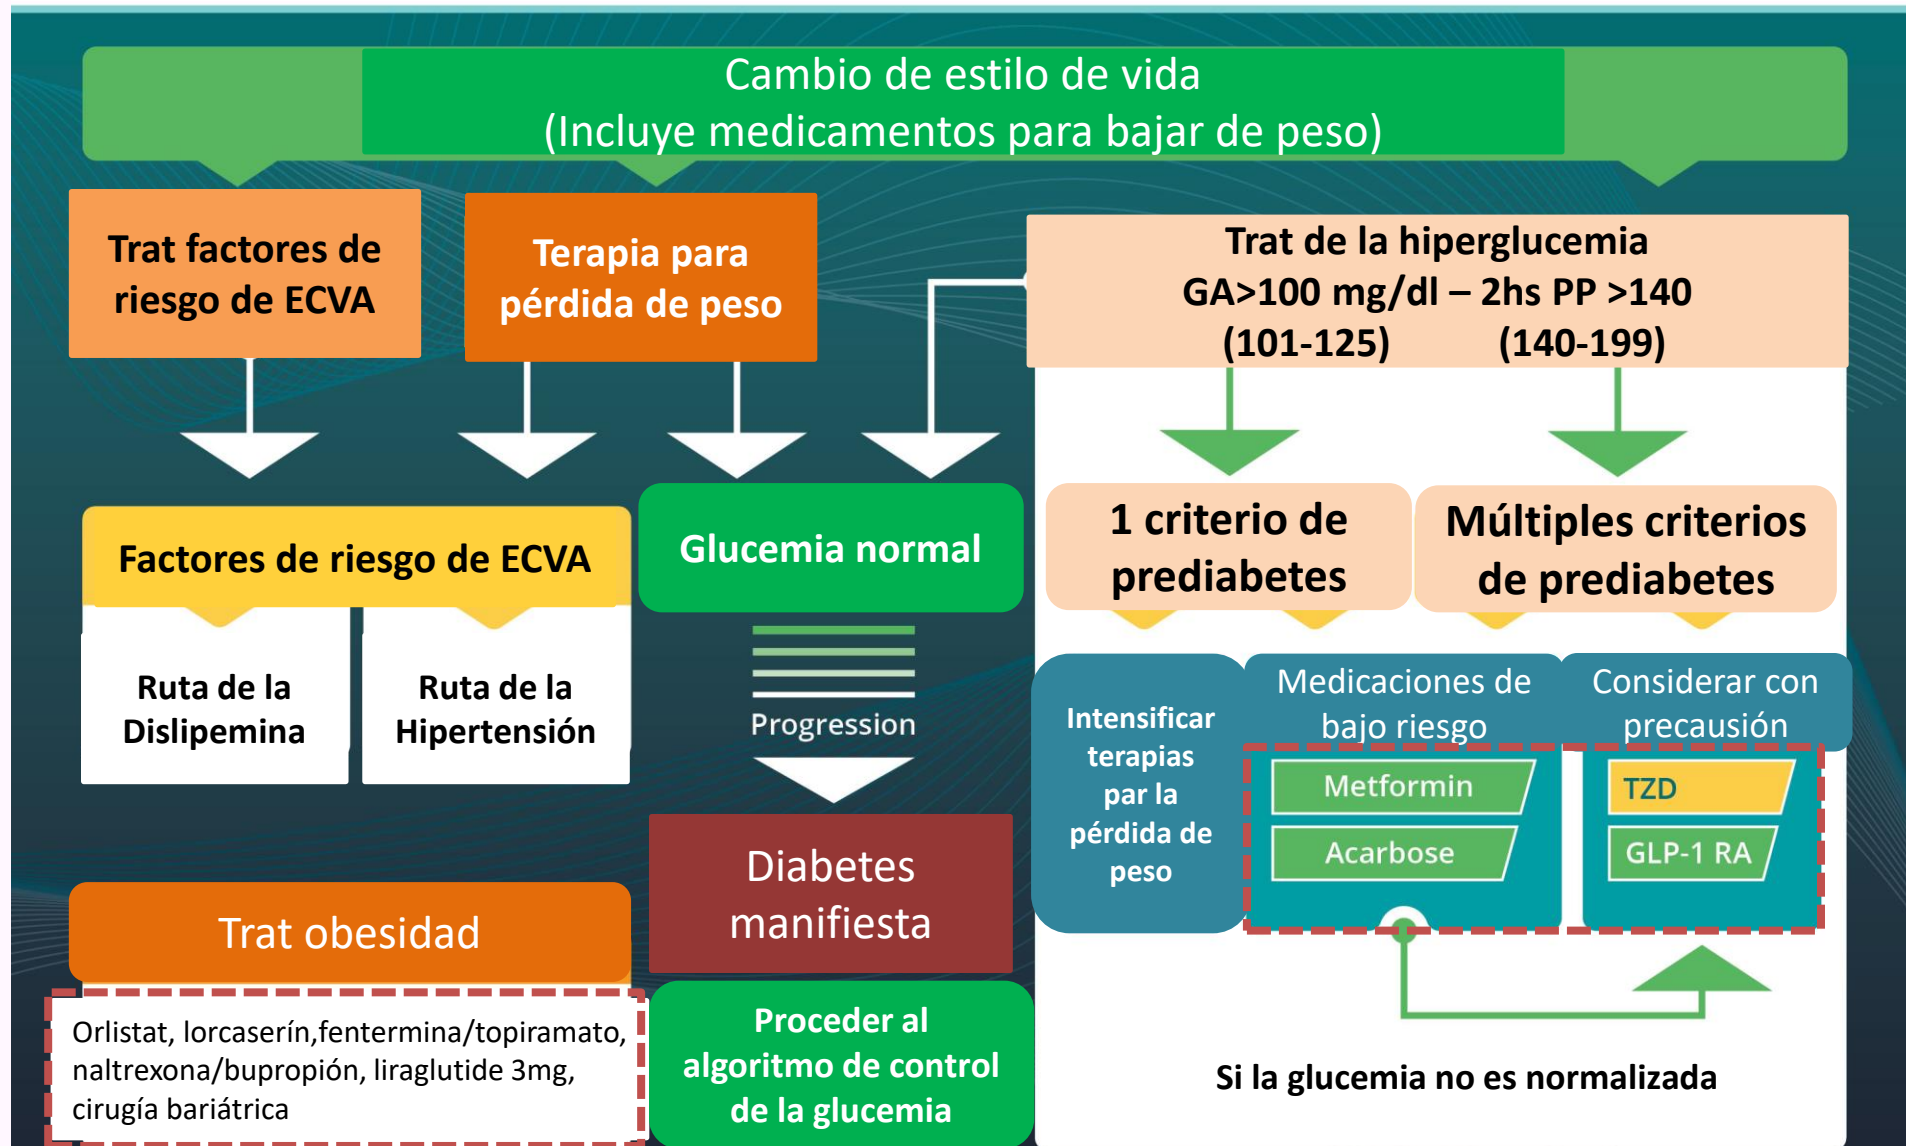 Cambio de estilo de vida
(Incluye medicamentos para bajar de peso)
Trat factores de
riesgo de ECVA
Terapia para
pérdida de peso
Trat de la hiperglucemia
GA>100 mg/dl – 2hs PP >140
(101-125) (140-199)
Factores de riesgo de ECVA
Glucemia normal
1 criterio de
prediabetes
Múltiples criterios
de prediabetes
Ruta de la
Dislipemina
Ruta de la
Hipertensión
Progression
Intensificar
terapias
par la
pérdida de
peso
Medicaciones de
bajo riesgo
Metformin
Acarbose
Considerar con
precausión
TZD
GLP-1 RA
Diabetes
manifiesta
Trat obesidad
Orlistat, lorcaserín,fentermina/topiramato,
naltrexona/bupropión, liraglutide 3mg,
cirugía bariátrica
Proceder al
algoritmo de control
de la glucemia
Si la glucemia no es normalizada